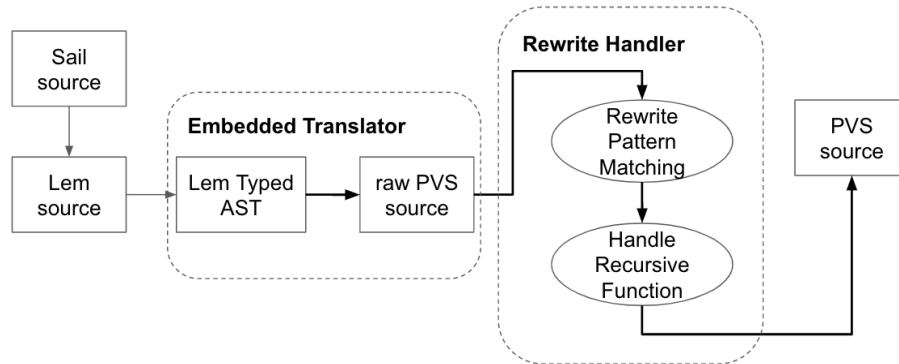 Sail
source
Lem
source
Embedded Translator
Lem Typed
AST
raw PVS
source
Rewrite Handler
Rewrite
Pattern
Matching
Handle
Recursive
Function
PVS
source